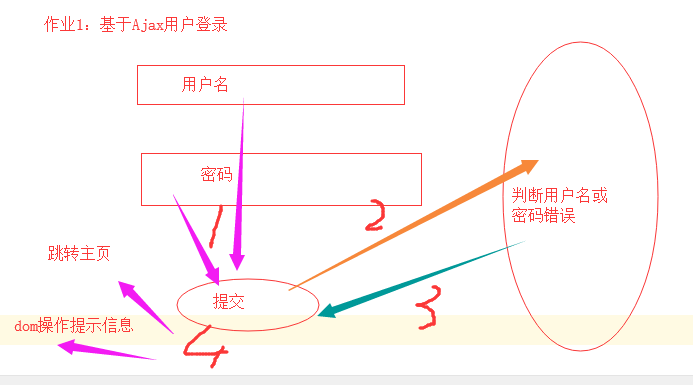 作业1：基于Ajax用户登录
用户名
密码
1
2
判断用户名或
密码错误
跳转主页
提交
3
dom操作提示信息
4